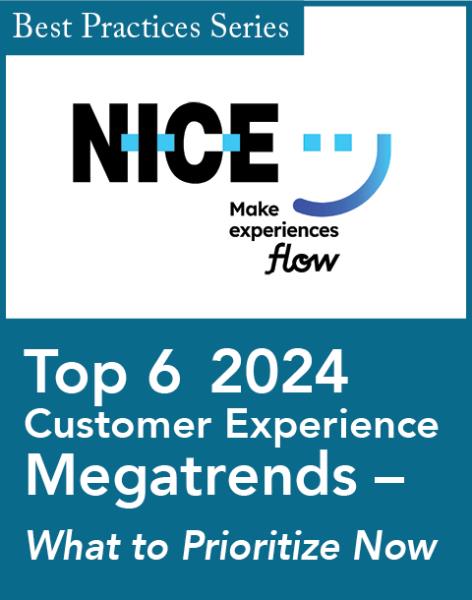 Best Practices Series
NICE
Make
experiences
flow
Top 6 2024
Customer Experience
Megatrends –
What to Prioritize Now